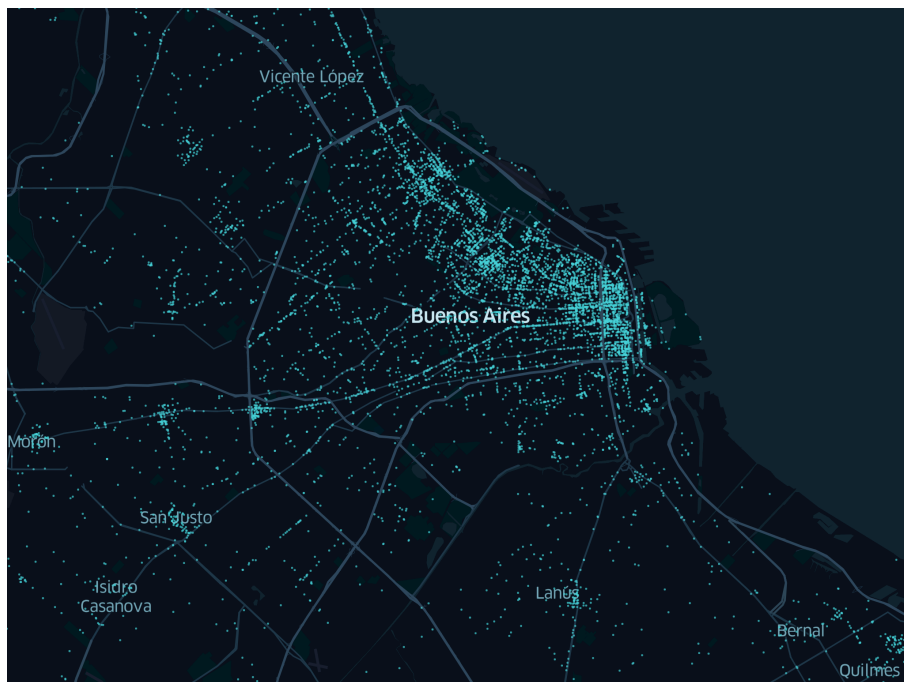 Vicente López
Buenos Aires
Morón
San Justo
Isidro
Casanova
Lanús
Bernal
Quilmes